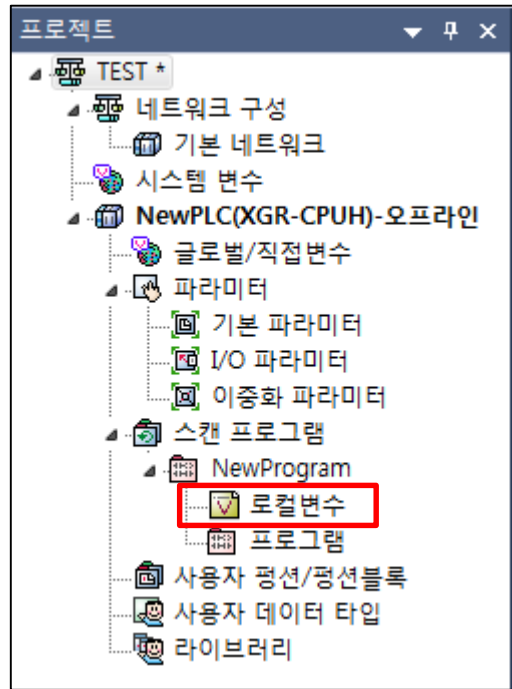 프로젝트
TEST *
네트워크 구성
기본 네트워크
시스템 변수
NewPLC(XGR-CPUH)-오프라인
글로벌/직접변수
파라미터
기본 파라미터
I/O 파라미터
이중화 파라미터
스캔 프로그램
NewProgram
로컬변수
프로그램
사용자 펑션/펑션블록
사용자 데이터 타입
라이브러리